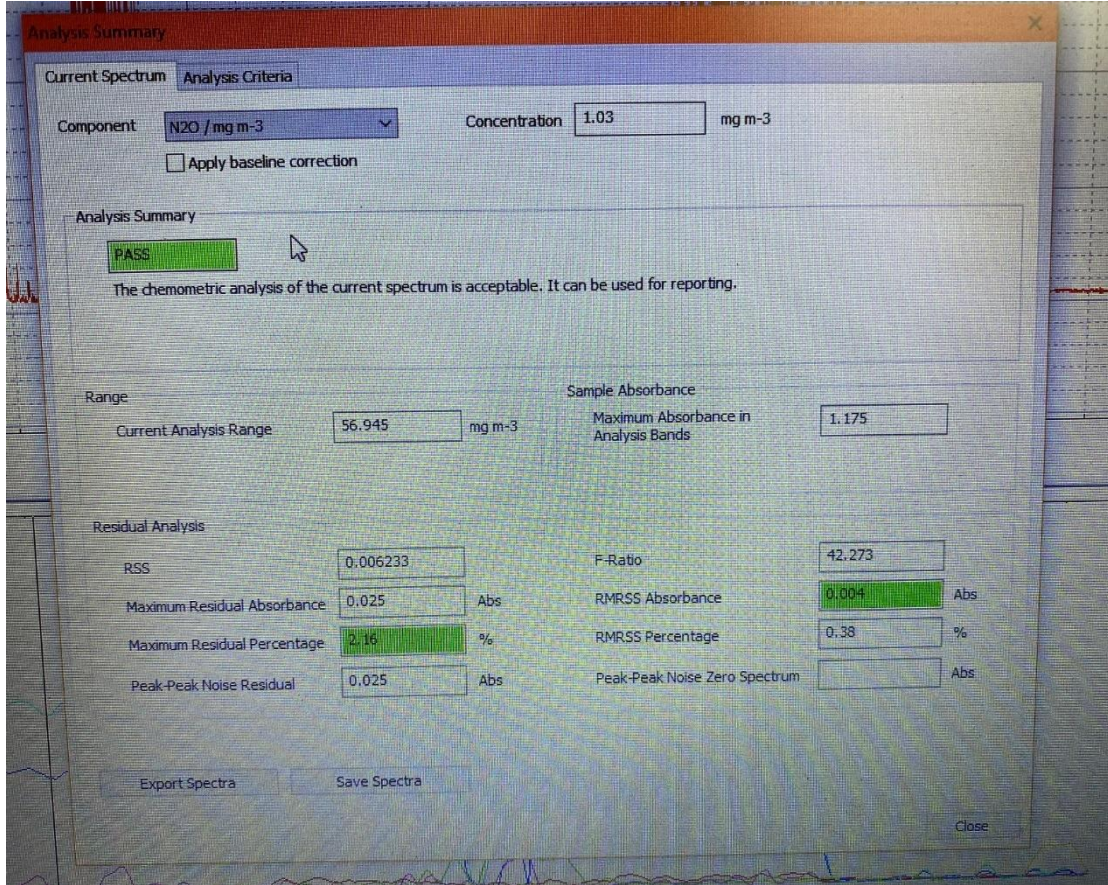 Analysis Summary
Current Spectrum Analysis Criteria
Component N2O / mg m-3 Concentration 1.03 mg m-3
Apply baseline correction
Analysis Summary
PASS
The chemometric analysis of the current spectrum is acceptable. It can be used for reporting.
Range
Current Analysis Range 56.945 mg m-3
Sample Absorbance
Maximum Absorbance in
Analysis Bands
1.175
Residual Analysis
RSS 0.006233
F-Ratio 42.273
Maximum Residual Absorbance 0.025 Abs
RMRSS Absorbance 0.004 Abs
Maximum Residual Percentage 2.16 %
RMRSS Percentage 0.38 %
Peak-Peak Noise Residual 0.025 Abs
Peak-Peak Noise Zero Spectrum Abs
Export Spectra Save Spectra
Close